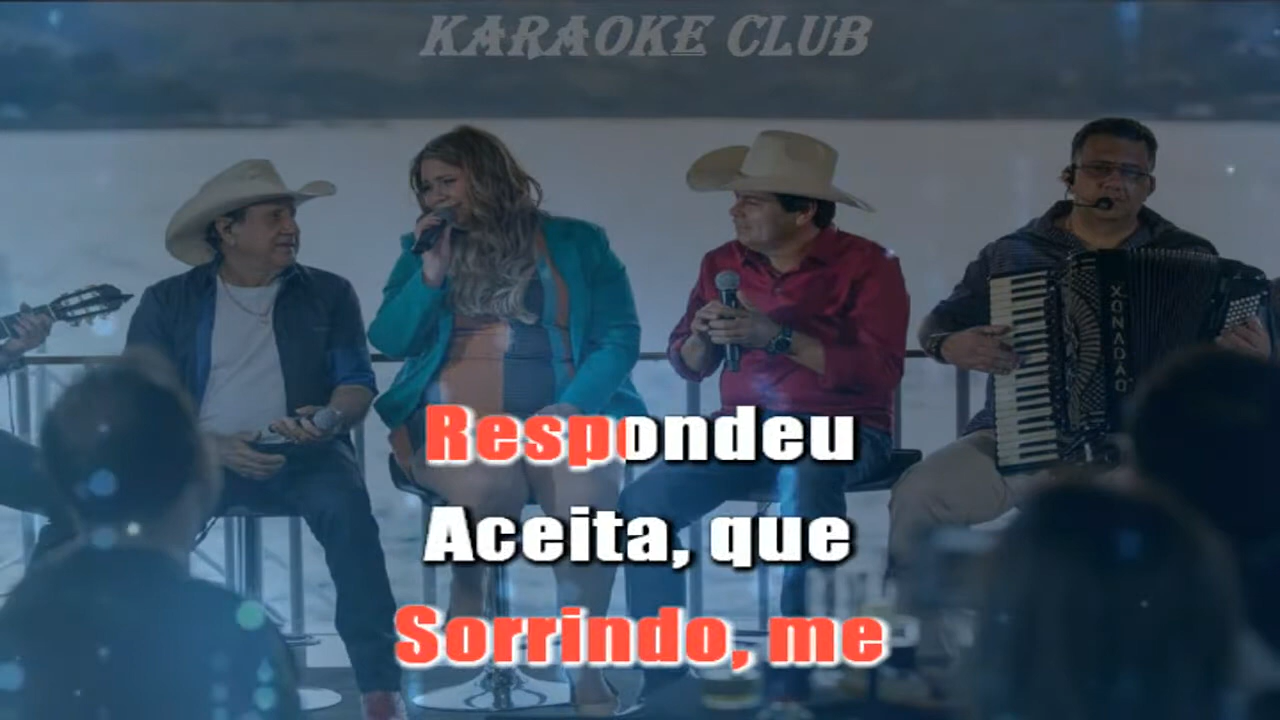 KARAOKE CLUB
XONADÃO
Respondeu
Aceita, que
Sorrindo, me